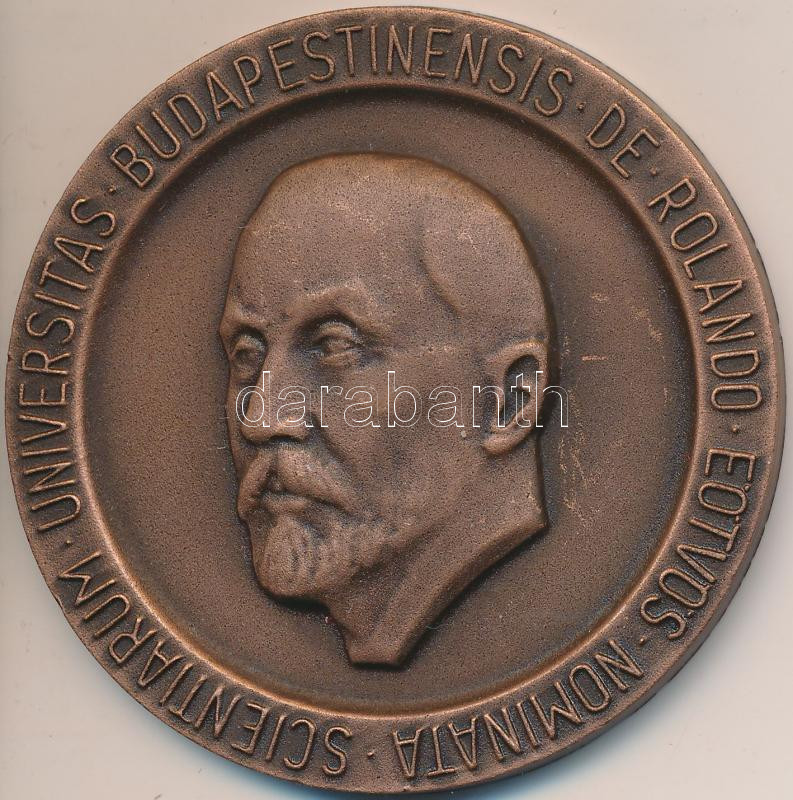 SCIENTIARUM · UNIVERSITAS · BUDAPESTINENSIS · DE · ROLANDO · EÖTVÖS · NOMINATA ·
darabanth